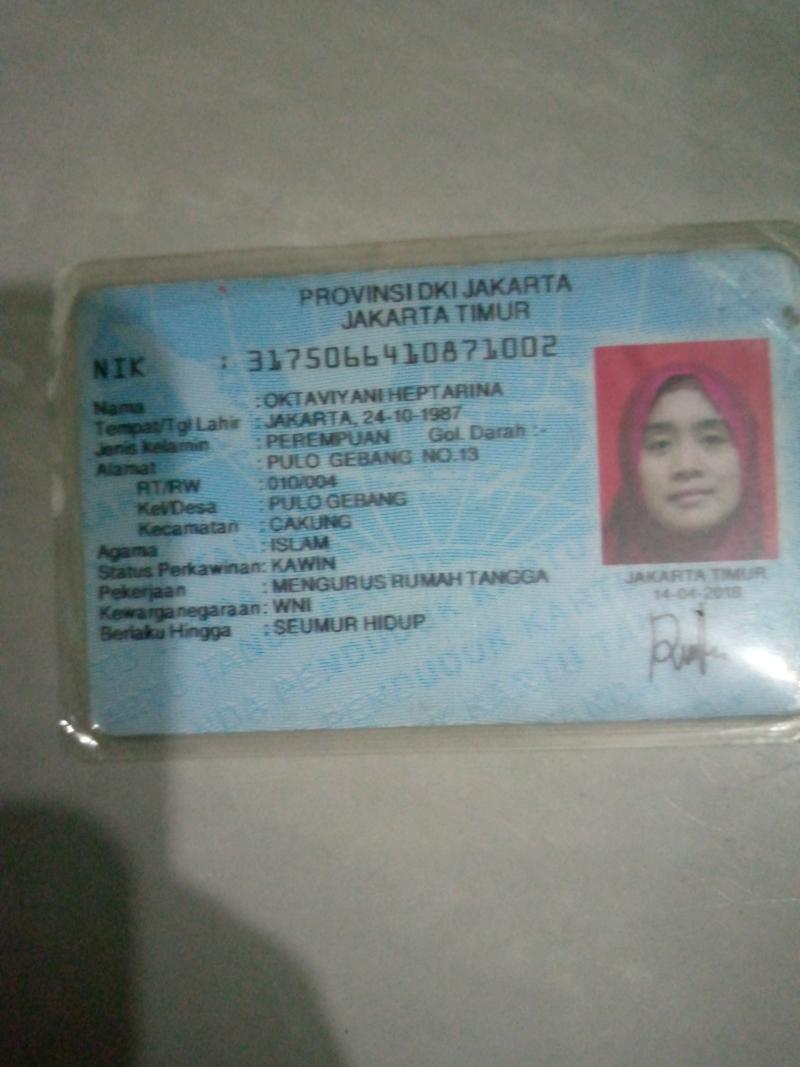 PROVINSI DKI JAKARTA
JAKARTA TIMUR
NIK : 3175066410871002
Nama : OKTAVIYANI HEPTARINA
Tempat/Tgl Lahir : JAKARTA, 24-10-1987
Jenis kelamin : PEREMPUAN Gol. Darah : -
Alamat : PULO GEBANG NO.13
RT/RW : 010/004
Kel/Desa : PULO GEBANG
Kecamatan : CAKUNG
Agama : ISLAM
Status Perkawinan: KAWIN
Pekerjaan : MENGURUS RUMAH TANGGA
Kewarganegaraan: WNI
Berlaku Hingga : SEUMUR HIDUP
JAKARTA TIMUR
14-04-2018